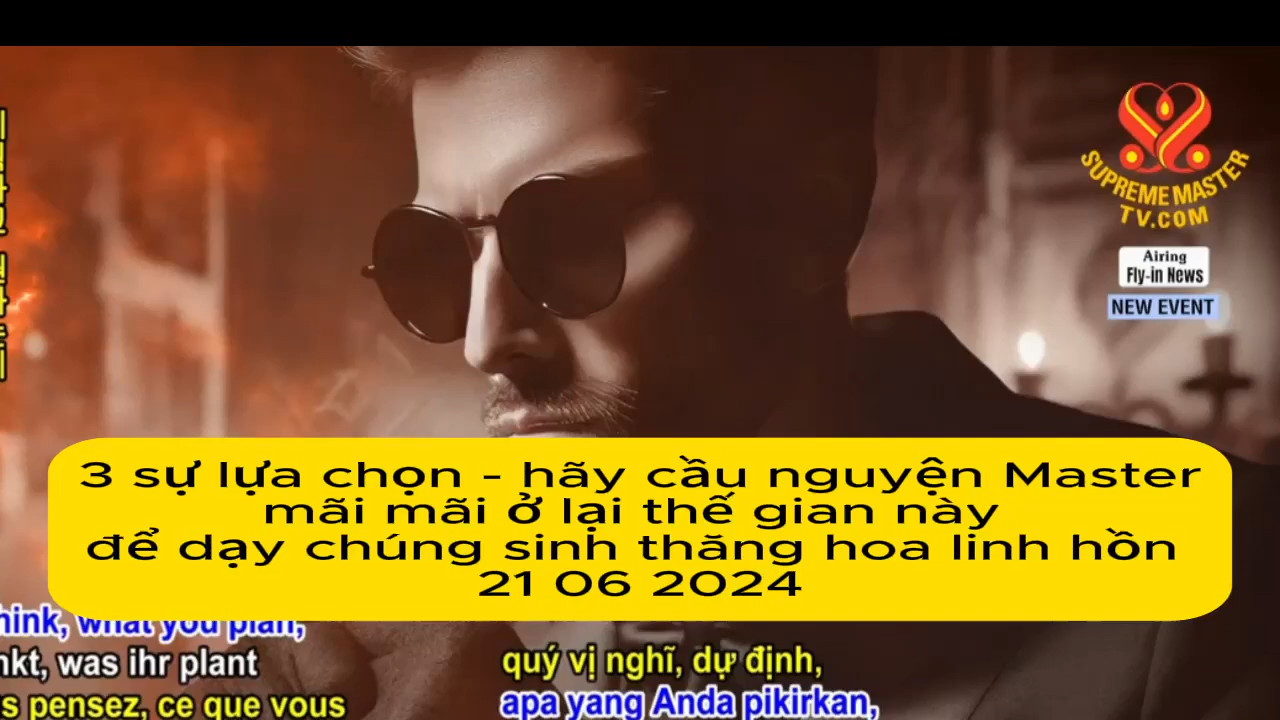 SUPREME MASTER
TV.COM
Airing
Fly-in News
NEW EVENT
3 sự lựa chọn - hãy cầu nguyện Master
mãi mãi ở lại thế gian này
để dạy chúng sinh thăng hoa linh hồn
21 06 2024
hink, what you plan,
nkt, was ihr plant
s pensez, ce que vous
quý vị nghĩ, dự định,
apa yang Anda pikirkan,